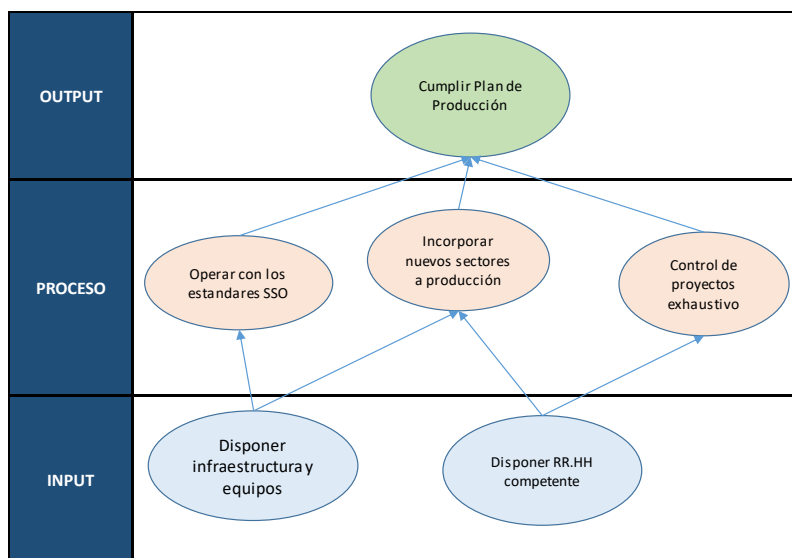 OUTPUT
Cumplir Plan de
Producción
PROCESO
Operar con los
estandares SSO
Incorporar
nuevos sectores
a producción
Control de
proyectos
exhaustivo
INPUT
Disponer
infraestructura y
equipos
Disponer RR.HH
competente